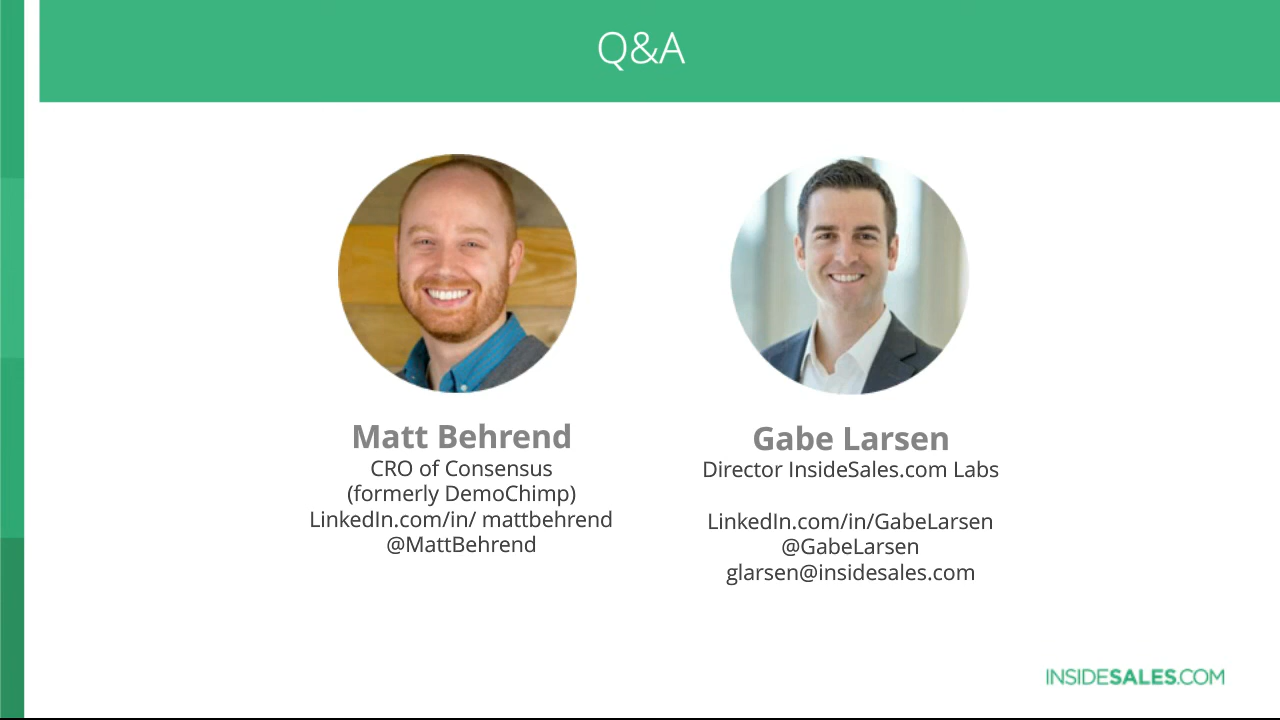 Q&A
Matt Behrend
CRO of Consensus
(formerly DemoChimp)
LinkedIn.com/in/ mattbehrend
@MattBehrend
Gabe Larsen
Director InsideSales.com Labs
LinkedIn.com/in/GabeLarsen
@GabeLarsen
glarsen@insidesales.com
INSIDESALES.COM